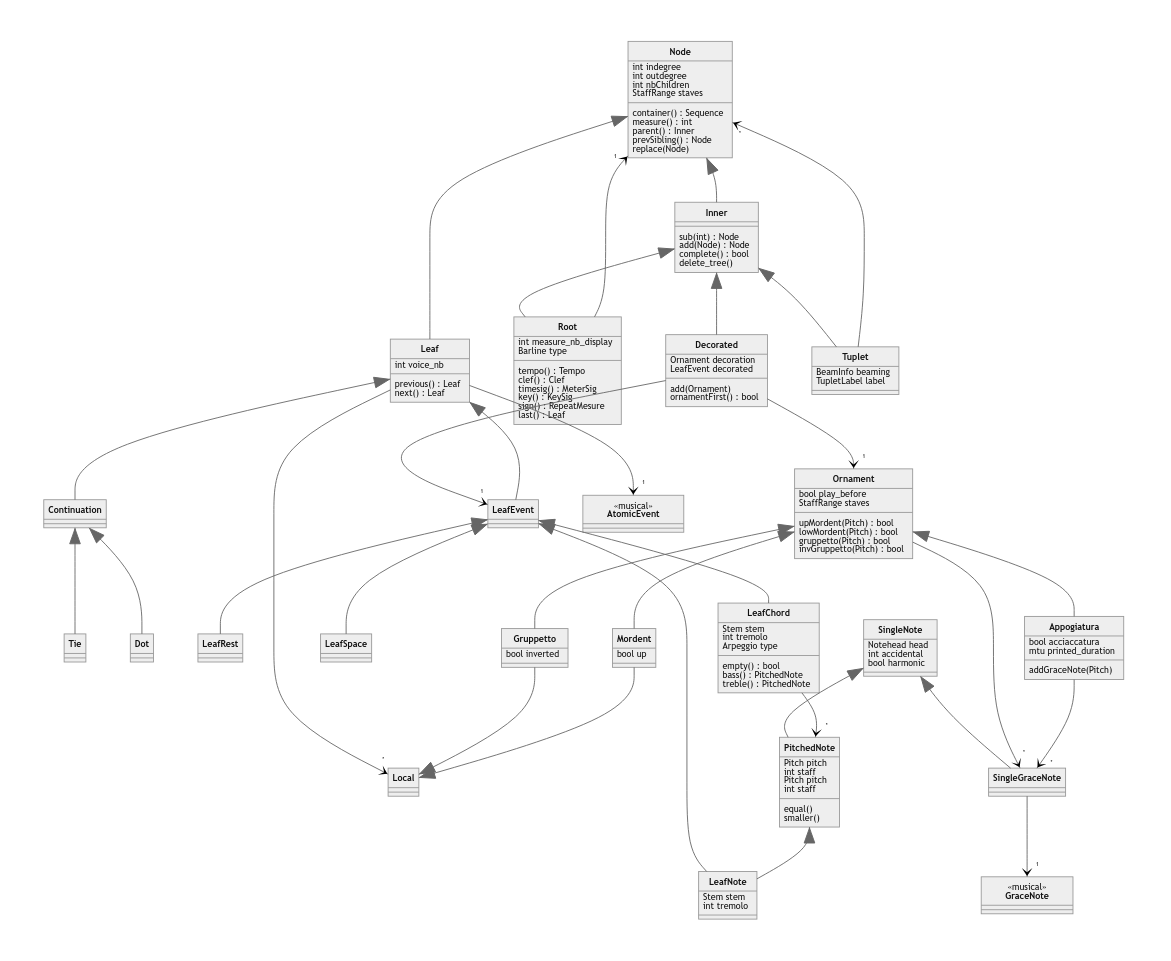 Node
int indegree
int outdegree
int nbChildren
StaffRange staves
container() : Sequence
measure() : int
parent() : Inner
prevSibling() : Node
replace(Node)
*
1
Inner
sub(int) : Node
add(Node) : Node
complete() : bool
delete_tree()
Root
int measure_nb_display
Barline type
tempo() : Tempo
clef() : Clef
timesig() : MeterSig
key() : KeySig
sign() : RepeatMesure
last() : Leaf
Decorated
Ornament decoration
LeafEvent decorated
add(Ornament)
ornamentFirst() : bool
Tuplet
BeamInfo beaming
TupletLabel label
Leaf
int voice_nb
previous() : Leaf
next() : Leaf
1
1
1
Continuation
LeafEvent
«musical»
AtomicEvent
Ornament
bool play_before
StaffRange staves
upMordent(Pitch) : bool
lowMordent(Pitch) : bool
gruppetto(Pitch) : bool
invGruppetto(Pitch) : bool
Tie
Dot
LeafRest
LeafSpace
Gruppetto
bool inverted
Mordent
bool up
LeafChord
Stem stem
int tremolo
Arpeggio type
empty() : bool
bass() : PitchedNote
treble() : PitchedNote
SingleNote
Notehead head
int accidental
bool harmonic
Appogiatura
bool acciaccatura
mtu printed_duration
addGraceNote(Pitch)
*
*
*
*
Local
PitchedNote
Pitch pitch
int staff
Pitch pitch
int staff
equal()
smaller()
SingleGraceNote
1
LeafNote
Stem stem
int tremolo
«musical»
GraceNote